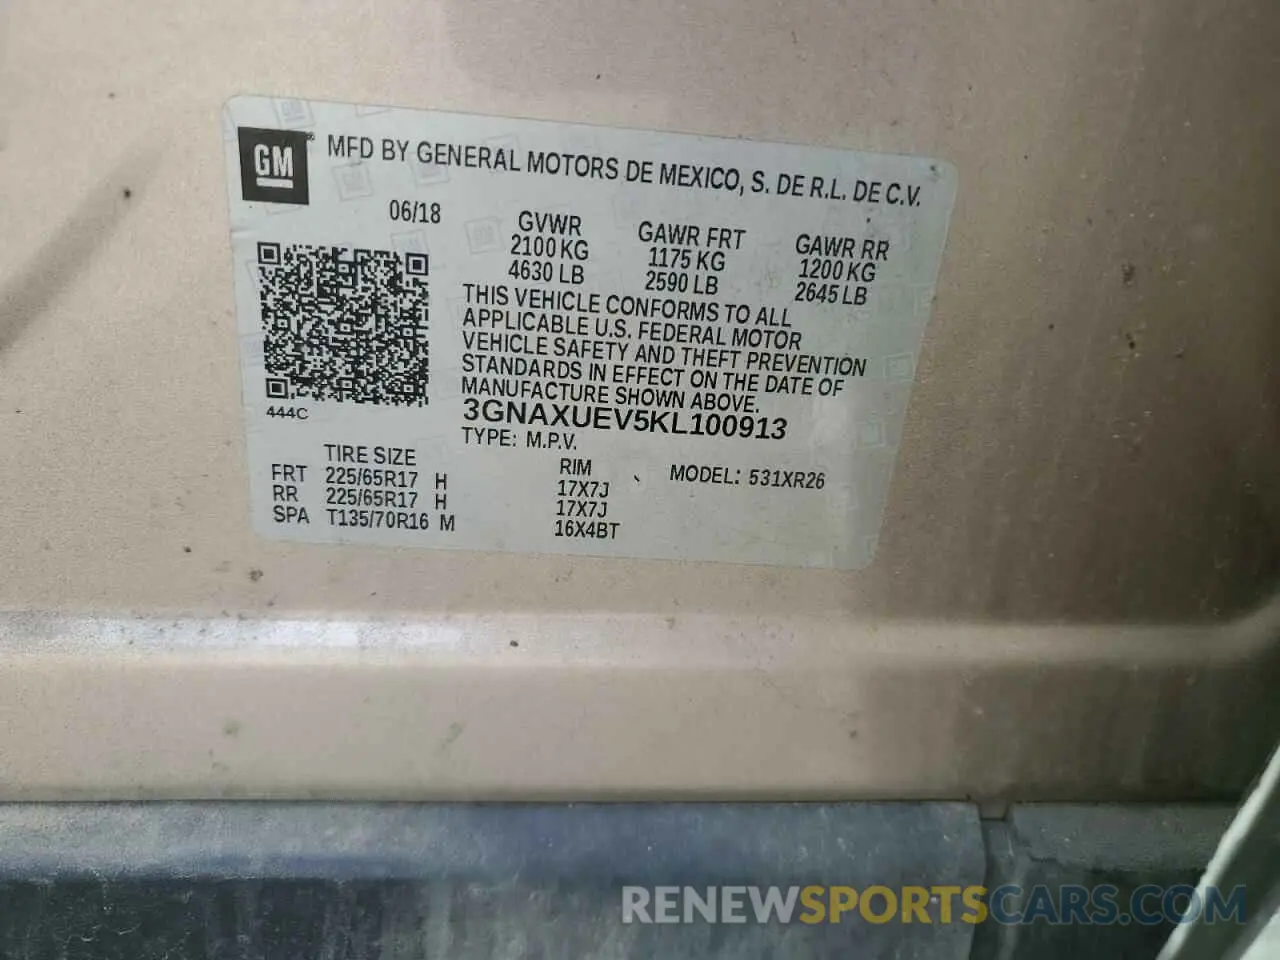 GM
MFD BY GENERAL MOTORS DE MEXICO, S. DE R.L. DE C.V.
06/18
GVWR
2100 KG
4630 LB
GAWR FRT
1175 KG
2590 LB
GAWR RR
1200 KG
2645 LB
THIS VEHICLE CONFORMS TO ALL
APPLICABLE U.S. FEDERAL MOTOR
VEHICLE SAFETY AND THEFT PREVENTION
STANDARDS IN EFFECT ON THE DATE OF
MANUFACTURE SHOWN ABOVE.
3GNAXUEV5KL100913
444C
TYPE: M.P.V.
MODEL: 531XR26
TIRE SIZE RIM
FRT 225/65R17 H 17X7J
RR 225/65R17 H 17X7J
SPA T135/70R16 M 16X4BT
RENEWSPORTSCARS.COM